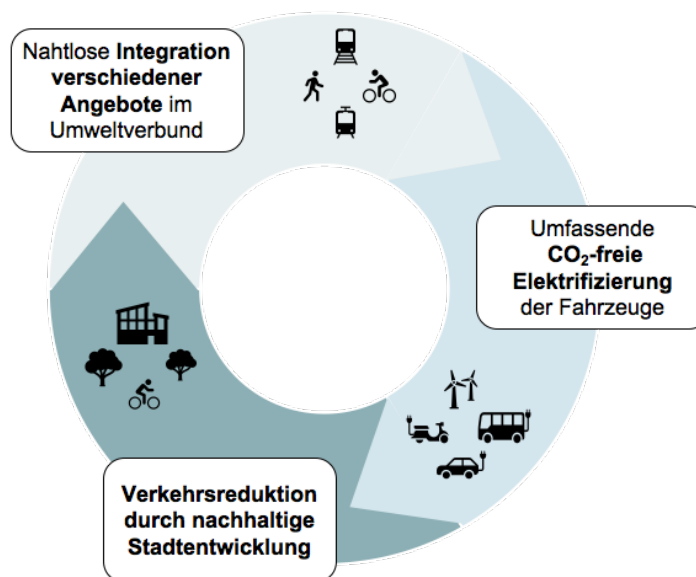 Nahtlose Integration
verschiedener
Angebote im
Umweltverbund
Umfassende
CO₂-freie
Elektrifizierung
der Fahrzeuge
Verkehrsreduktion
durch nachhaltige
Stadtentwicklung